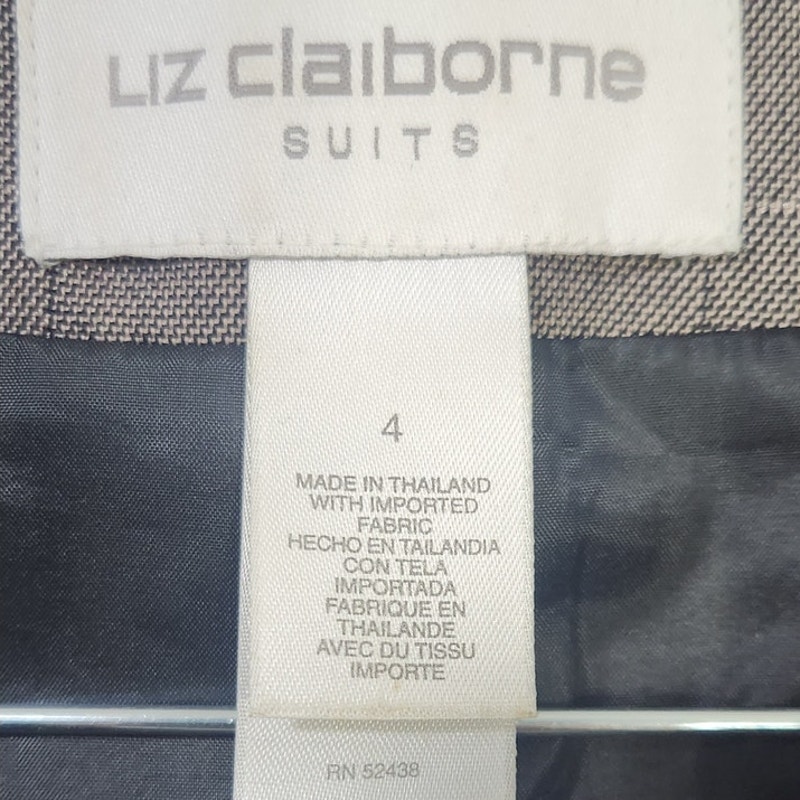 LIZ claiborne
SUITS
4
MADE IN THAILAND
WITH IMPORTED
FABRIC
HECHO EN TAILANDIA
CON TELA
IMPORTADA
FABRIQUE EN
THAILANDE
AVEC DU TISSU
IMPORTE
RN 52438